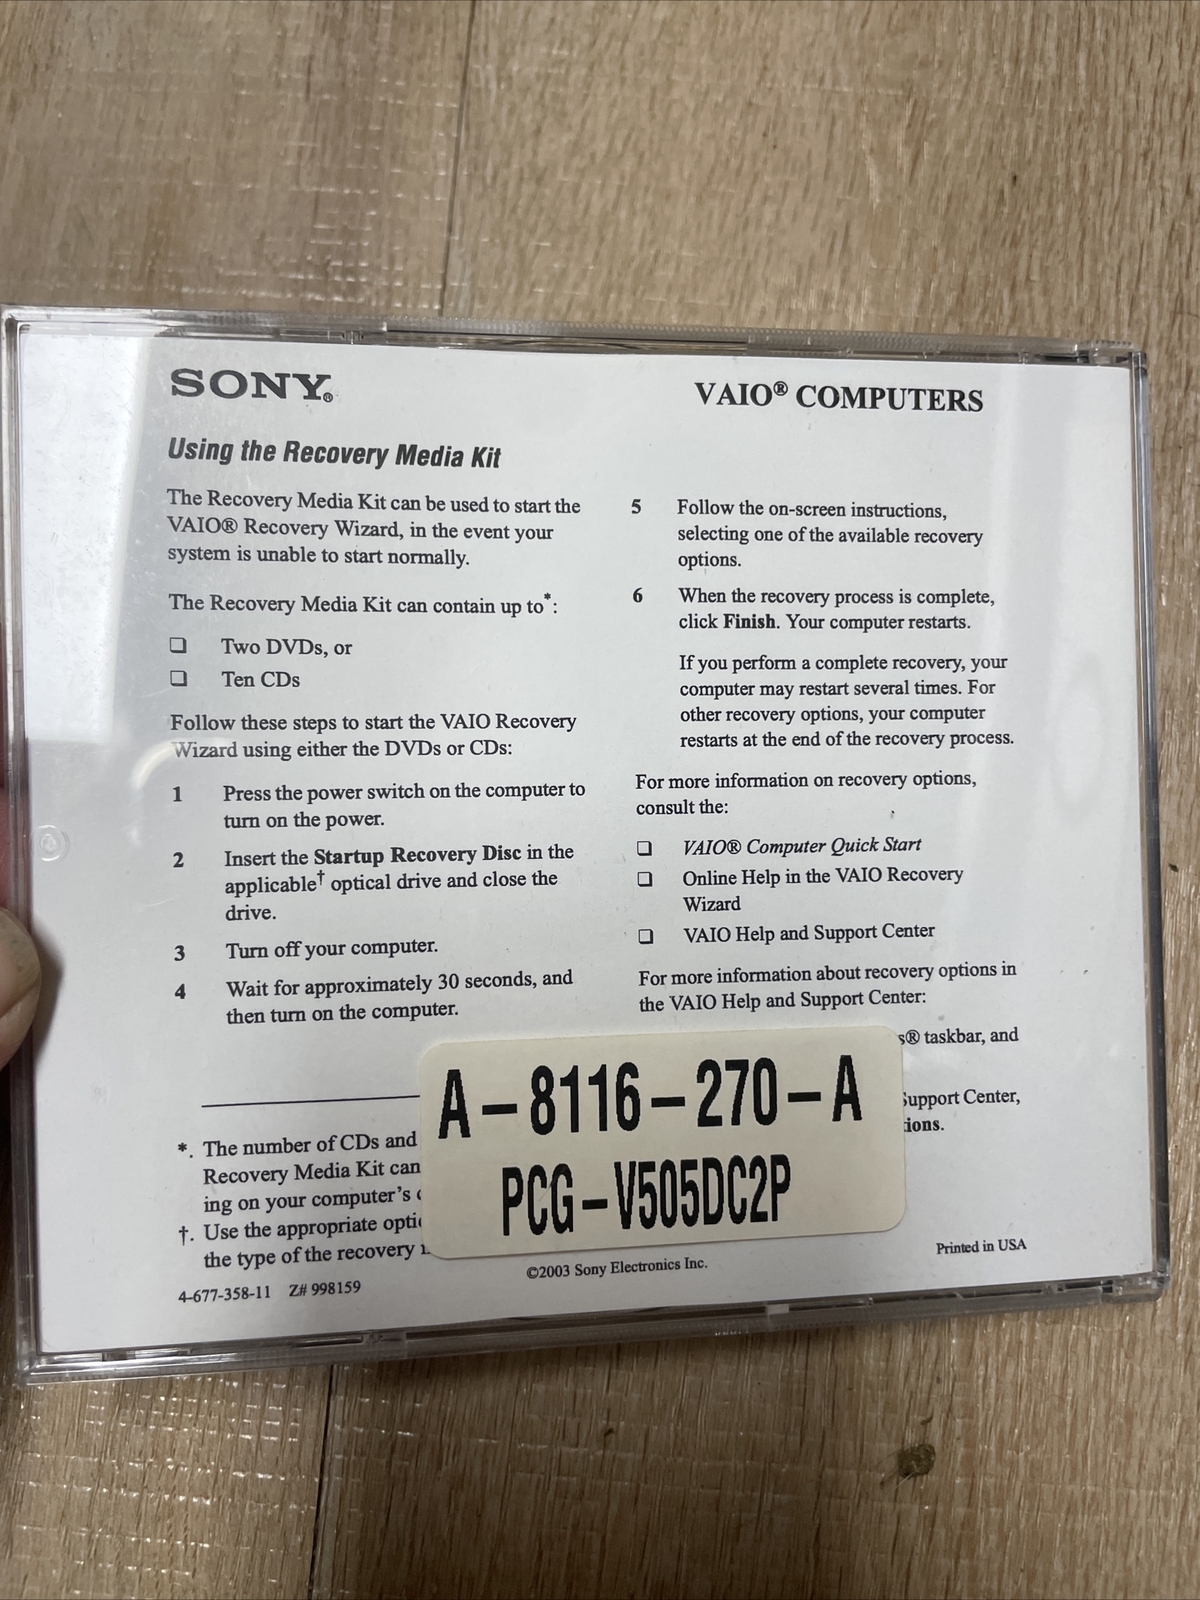 SONY®
VAIO® COMPUTERS
Using the Recovery Media Kit
The Recovery Media Kit can be used to start the
VAIO® Recovery Wizard, in the event your
system is unable to start normally.
The Recovery Media Kit can contain up to*:
❑ Two DVDs, or
❑ Ten CDs
Follow these steps to start the VAIO Recovery
Wizard using either the DVDs or CDs:
1 Press the power switch on the computer to
turn on the power.
2 Insert the Startup Recovery Disc in the
applicable† optical drive and close the
drive.
3 Turn off your computer.
4 Wait for approximately 30 seconds, and
then turn on the computer.
*. The number of CDs and
Recovery Media Kit can
ing on your computer's
†. Use the appropriate
the type of the recovery
4-677-358-11 Z# 998159
5 Follow the on-screen instructions,
selecting one of the available recovery
options.
6 When the recovery process is complete,
click Finish. Your computer restarts.
If you perform a complete recovery, your
computer may restart several times. For
other recovery options, your computer
restarts at the end of the recovery process.
For more information on recovery options,
consult the:
❑ VAIO® Computer Quick Start
❑ Online Help in the VAIO Recovery
Wizard
❑ VAIO Help and Support Center
For more information about recovery options in
the VAIO Help and Support Center:
s® taskbar, and
Support Center,
ions.
A-8116-270-A
PCG-V505DC2P
©2003 Sony Electronics Inc.
Printed in USA